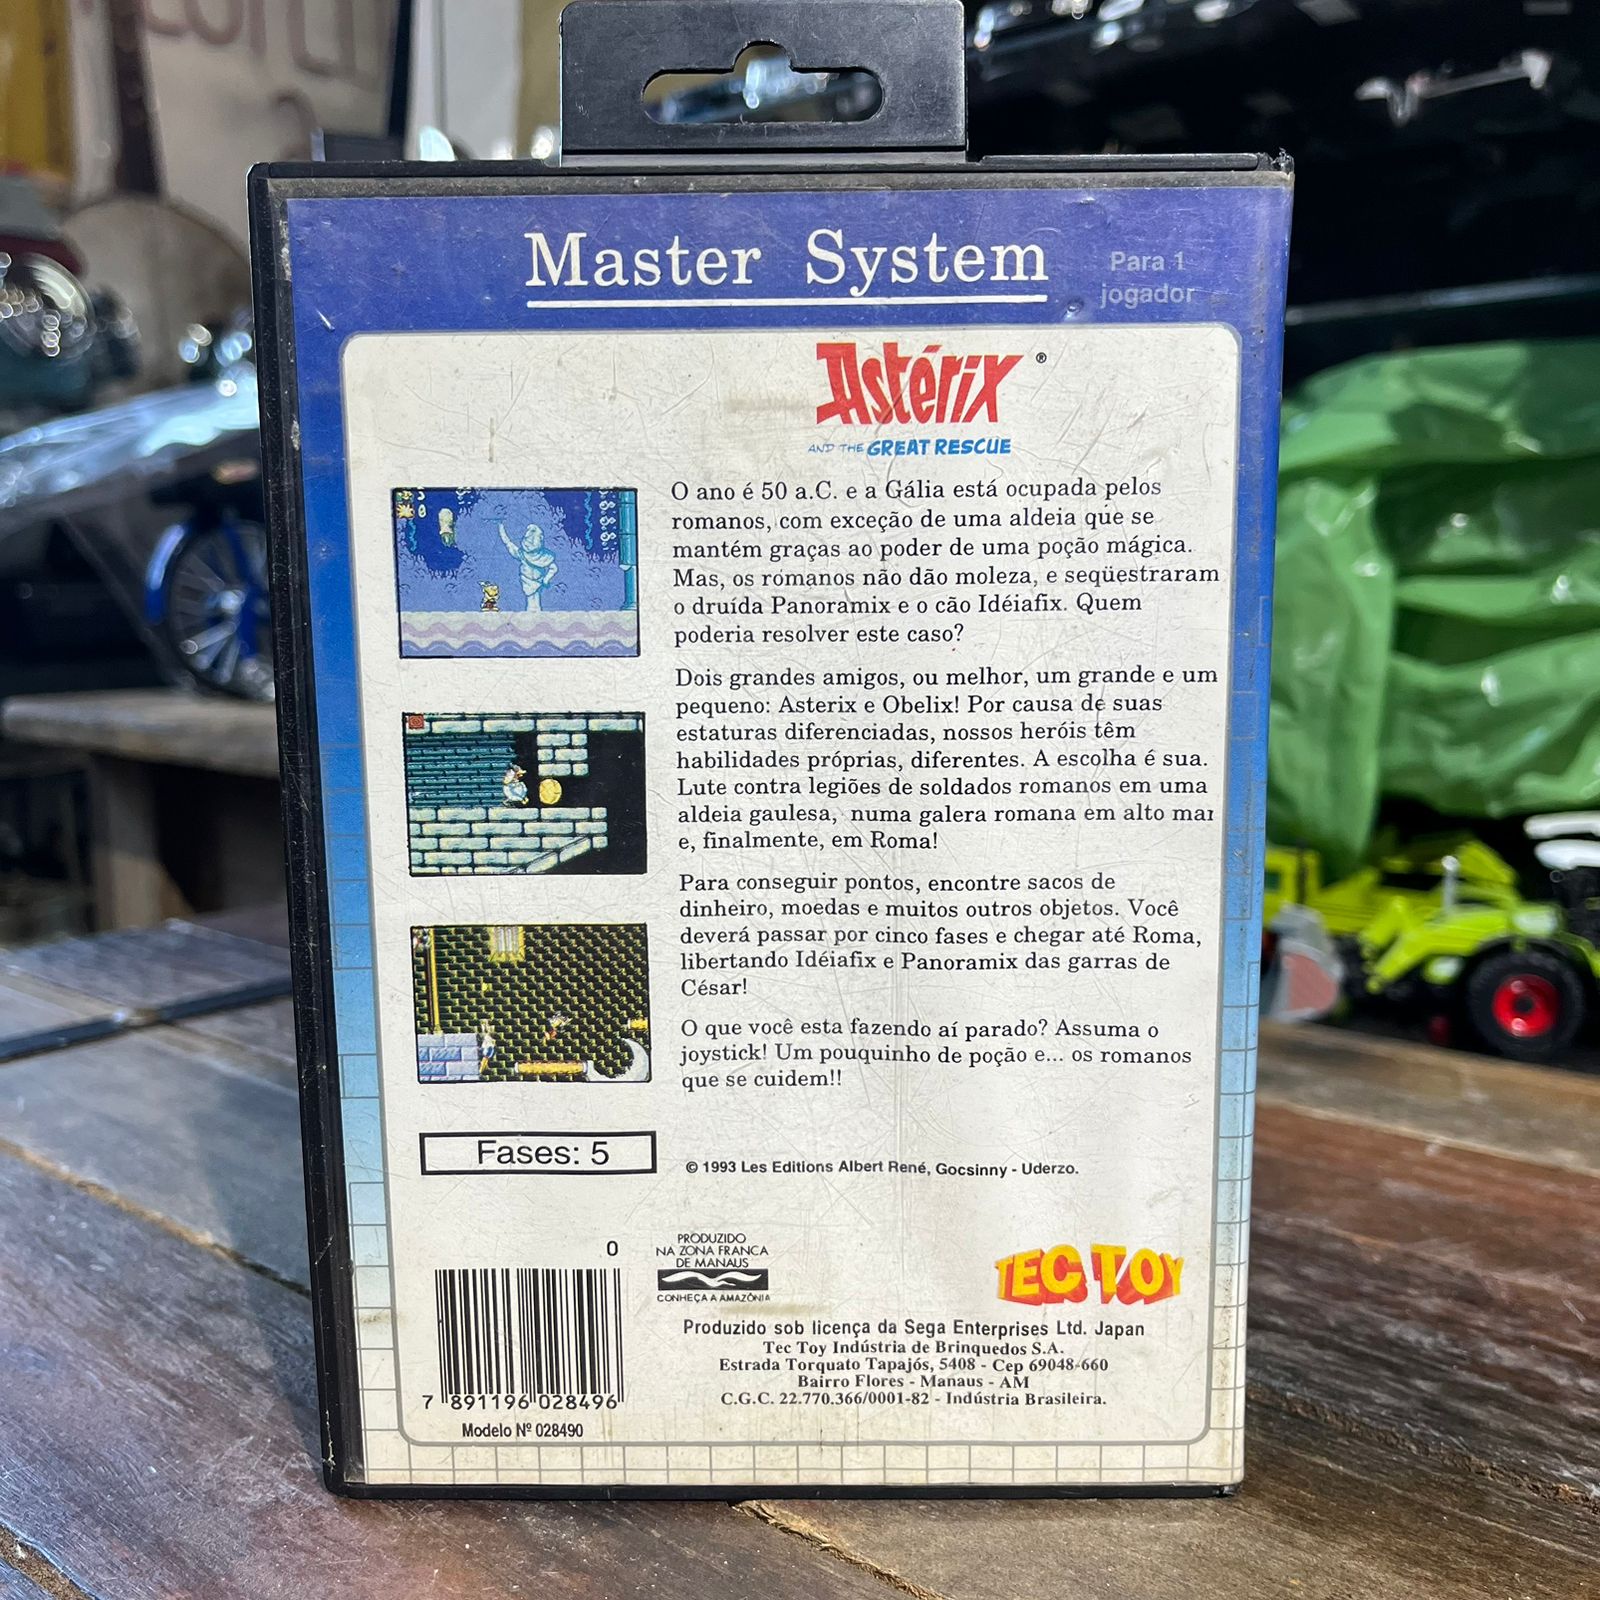 Master System
Para 1
jogador
Astérix ®
AND THE GREAT RESCUE
O ano é 50 a.C. e a Gália está ocupada pelos
romanos, com exceção de uma aldeia que se
mantém graças ao poder de uma poção mágica.
Mas, os romanos não dão moleza, e seqüestraram
o druída Panoramix e o cão Idéiafix. Quem
poderia resolver este caso?
Dois grandes amigos, ou melhor, um grande e um
pequeno: Asterix e Obelix! Por causa de suas
estaturas diferenciadas, nossos heróis têm
habilidades próprias, diferentes. A escolha é sua.
Lute contra legiões de soldados romanos em uma
aldeia gaulesa, numa galera romana em alto mar
e, finalmente, em Roma!
Para conseguir pontos, encontre sacos de
dinheiro, moedas e muitos outros objetos. Você
deverá passar por cinco fases e chegar até Roma,
libertando Idéiafix e Panoramix das garras de
César!
O que você esta fazendo aí parado? Assuma o
joystick! Um pouquinho de poção e... os romanos
que se cuidem!!
Fases: 5
© 1993 Les Editions Albert René, Gocsinny - Uderzo.
0
7 891196 028496
Modelo Nº 028490
PRODUZIDO
NA ZONA FRANCA
DE MANAUS
CONHEÇA A AMAZÔNIA
TEC TOY
Produzido sob licença da Sega Enterprises Ltd. Japan
Tec Toy Indústria de Brinquedos S.A.
Estrada Torquato Tapajós, 5408 - Cep 69048-660
Bairro Flores - Manaus - AM
C.G.C. 22.770.366/0001-82 - Indústria Brasileira.